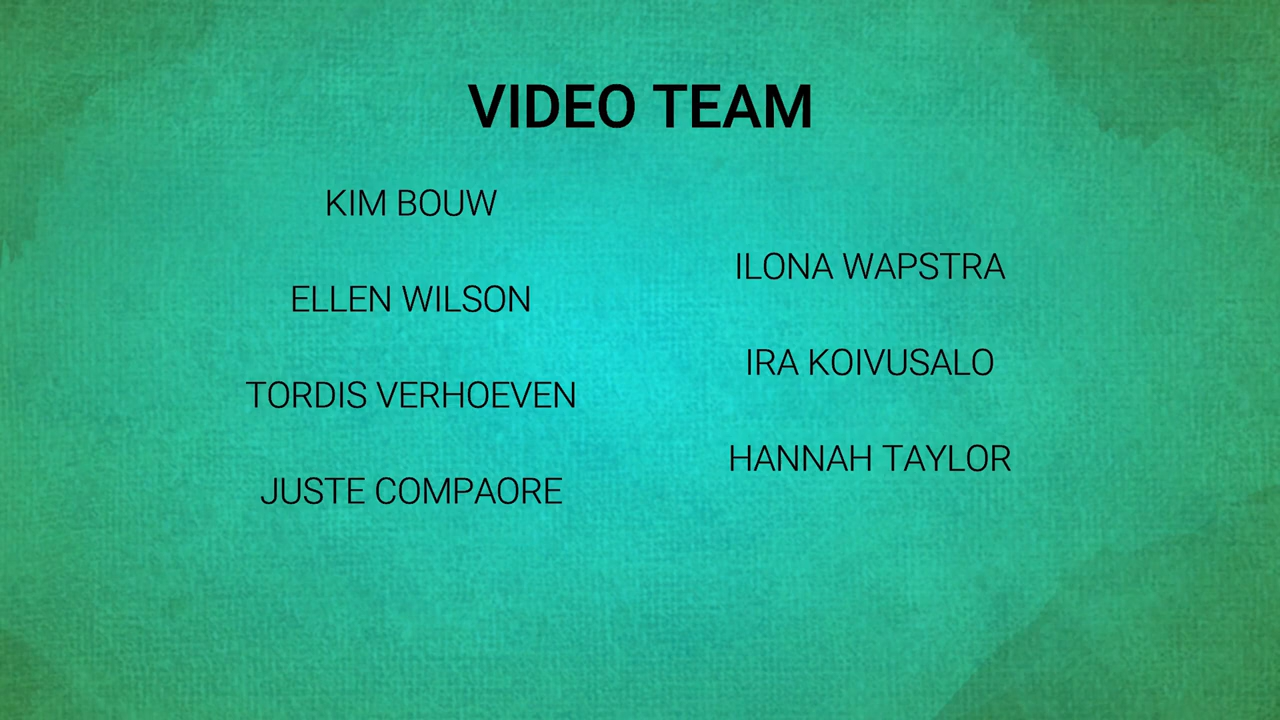 VIDEO TEAM
KIM BOUW
ELLEN WILSON
TORDIS VERHOEVEN
JUSTE COMPAORE
ILONA WAPSTRA
IRA KOIVUSALO
HANNAH TAYLOR